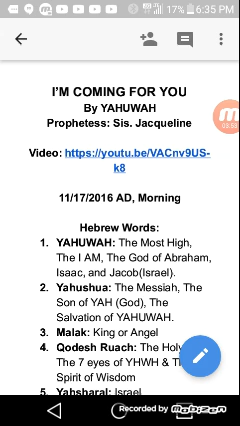 17% 6:35 PM
I'M COMING FOR YOU
By YAHUWAH
Prophetess: Sis. Jacqueline
Video: https://youtu.be/VACnv9US-
k8
11/17/2016 AD, Morning
Hebrew Words:
1. YAHUWAH: The Most High,
The I AM, The God of Abraham,
Isaac, and Jacob(Israel).
2. Yahushua: The Messiah, The
Son of YAH (God), The
Salvation of YAHUWAH.
3. Malak: King or Angel
4. Qodesh Ruach: The Holy
The 7 eyes of YHWH &
Spirit of Wisdom
5. Yahsharal: Israel
Recorded by mobizen